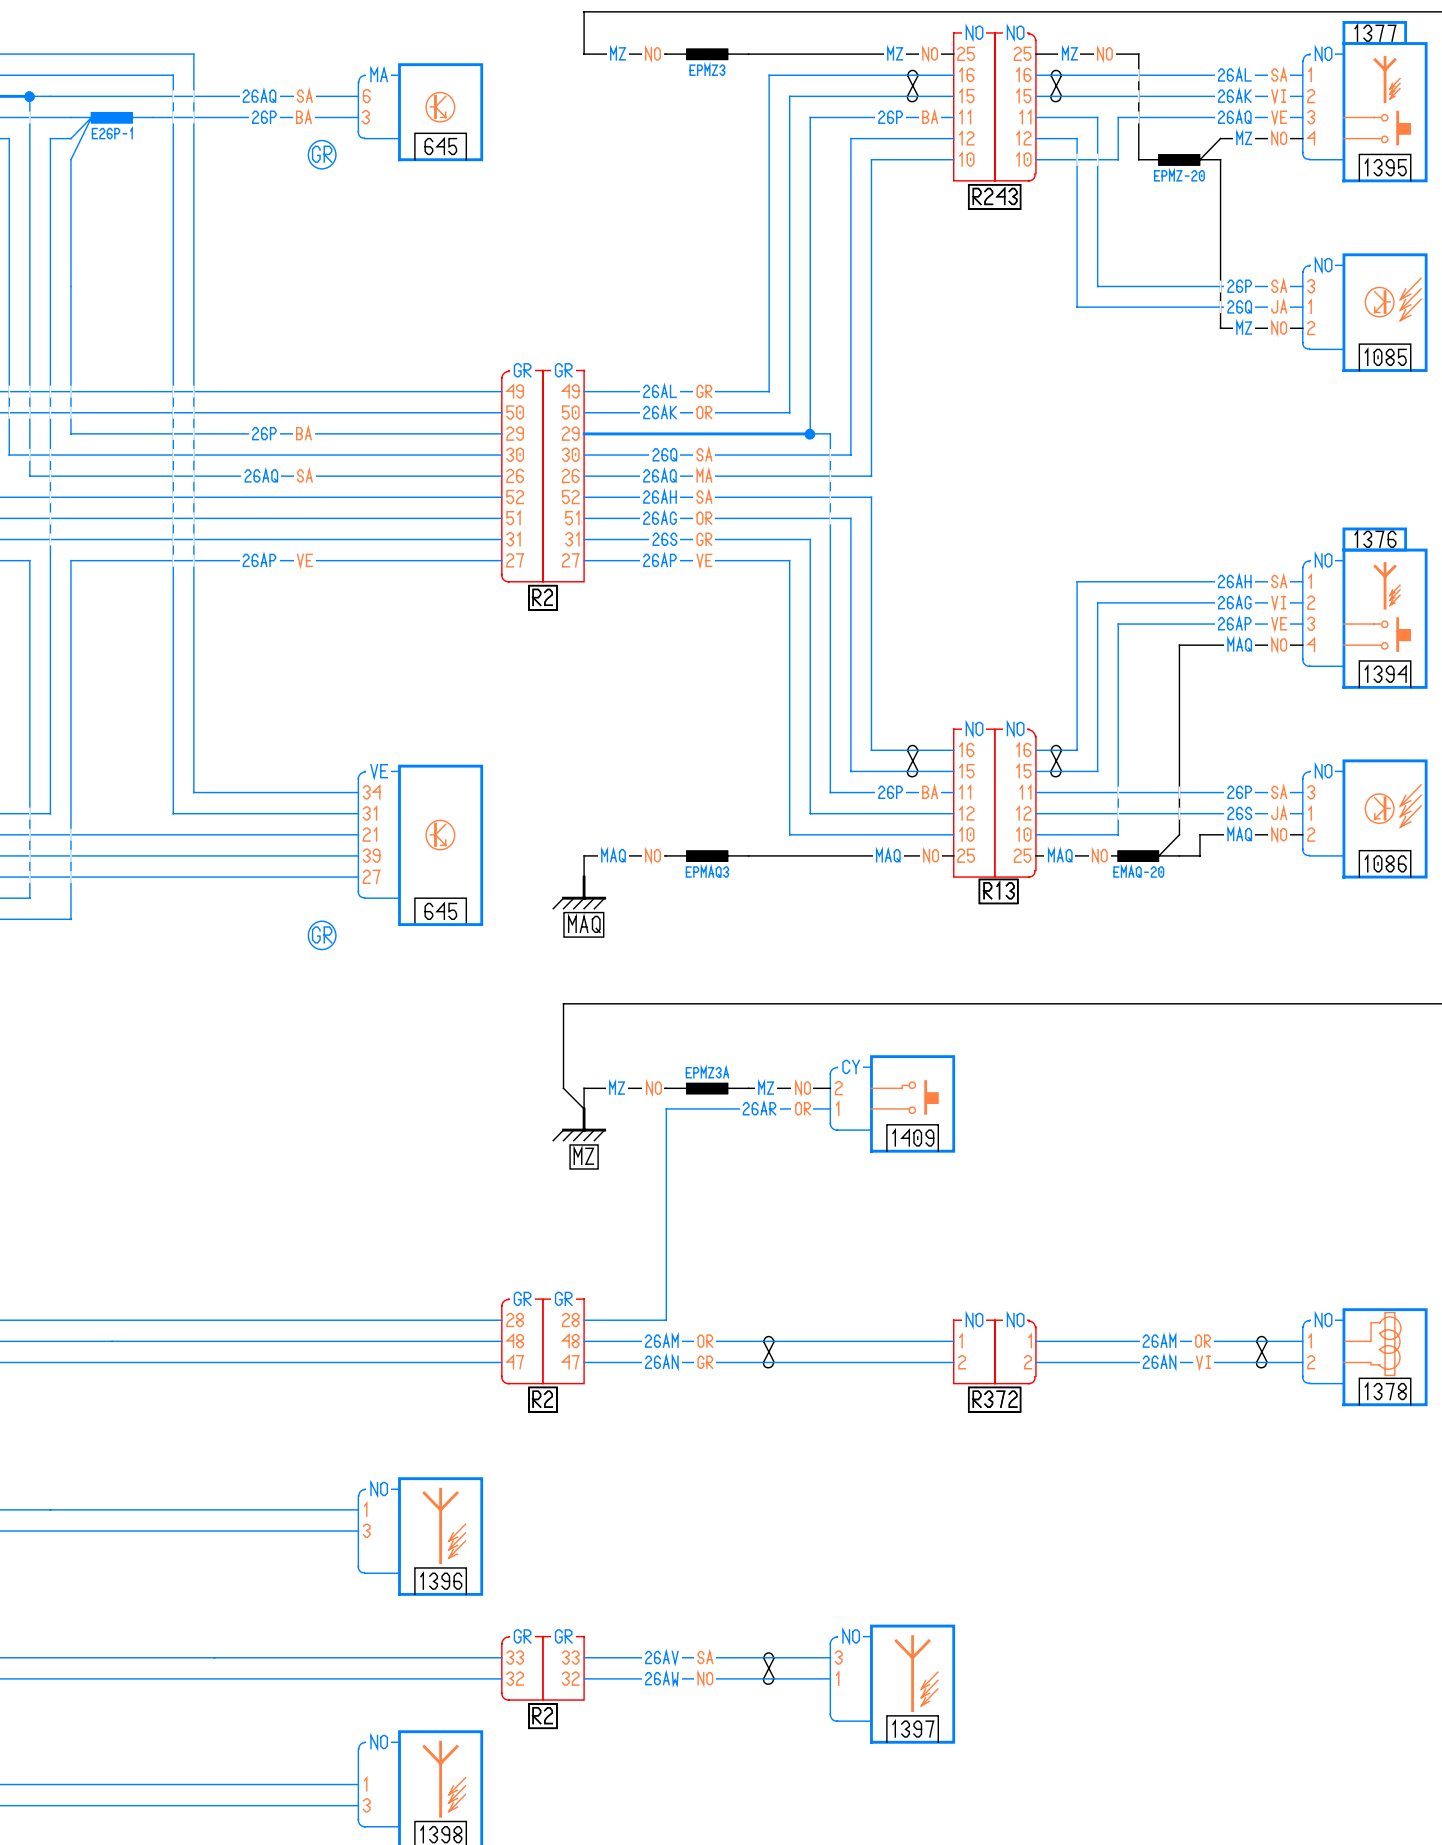 MA
26AQ SA 6
26P BA 3
E26P-1
645
GR
MZ NO EPMZ3 MZ NO
NO NO
25 25 MZ NO
16 16
15 15
26P BA 11 11
12 12
10 10
R243
EPMZ-20
1377
NO
26AL SA 1
26AK VI 2
26AQ VE 3
MZ NO 4
1395
NO
26P SA 3
26Q JA 1
MZ NO 2
1085
GR GR
49 49 26AL GR
50 50 26AK OR
26P BA 29 29
30 30 26Q SA
26AQ SA 26 26 26AQ MA
52 52 26AH SA
51 51 26AG OR
31 31 26S GR
26AP VE 27 27 26AP VE
R2
1376
NO
26AH SA 1
26AG VI 2
26AP VE 3
MAQ NO 4
1394
VE
34
31
21
39
27
645
GR
NO NO
16 16
15 15
26P BA 11 11
12 12
10 10
MAQ NO EPMAQ3 MAQ NO 25 25 MAQ NO
EMAQ-20
R13
MAQ
NO
26P SA 3
26S JA 1
MAQ NO 2
1086
EPMZ3A
CY
MZ NO MZ NO 2
26AR OR 1
1409
MZ
GR GR
28 28
48 48 26AM OR
47 47 26AN GR
R2
NO NO
1 1 26AM OR
2 2 26AN VI
R372
NO
1
2
1378
NO
1
3
1396
GR GR
33 33 26AV SA
32 32 26AW NO
R2
NO
3
1
1397
NO
1
3
1398